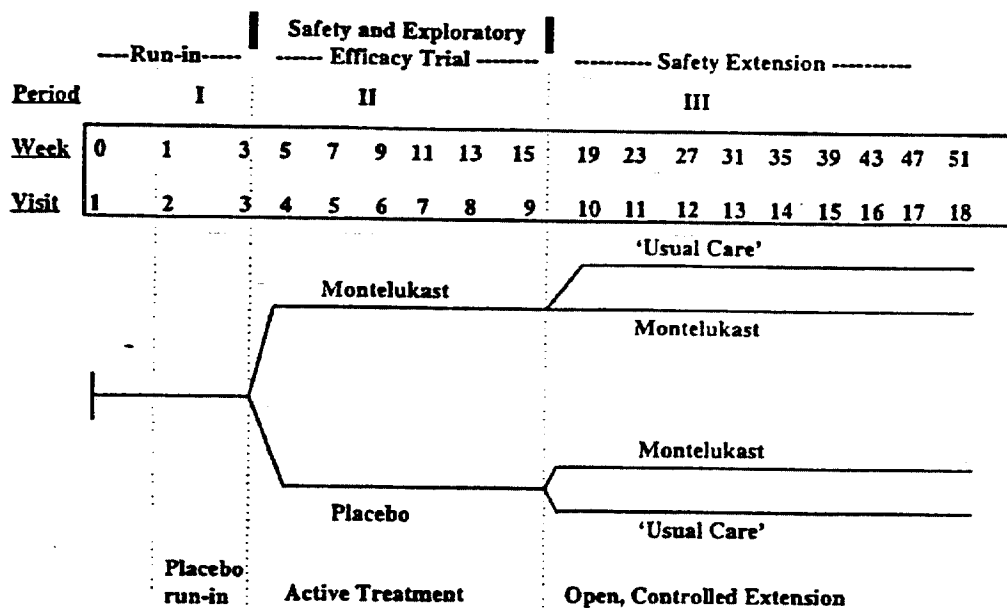 Safety and Exploratory
----Run-in----- ------ Efficacy Trial ------- --------- Safety Extension ----------
Period I II III
Week 0 1 3 5 7 9 11 13 15 19 23 27 31 35 39 43 47 51
Visit 1 2 3 4 5 6 7 8 9 10 11 12 13 14 15 16 17 18
'Usual Care'
Montelukast
Montelukast
Montelukast
Placebo
'Usual Care'
Placebo
run-in Active Treatment Open, Controlled Extension